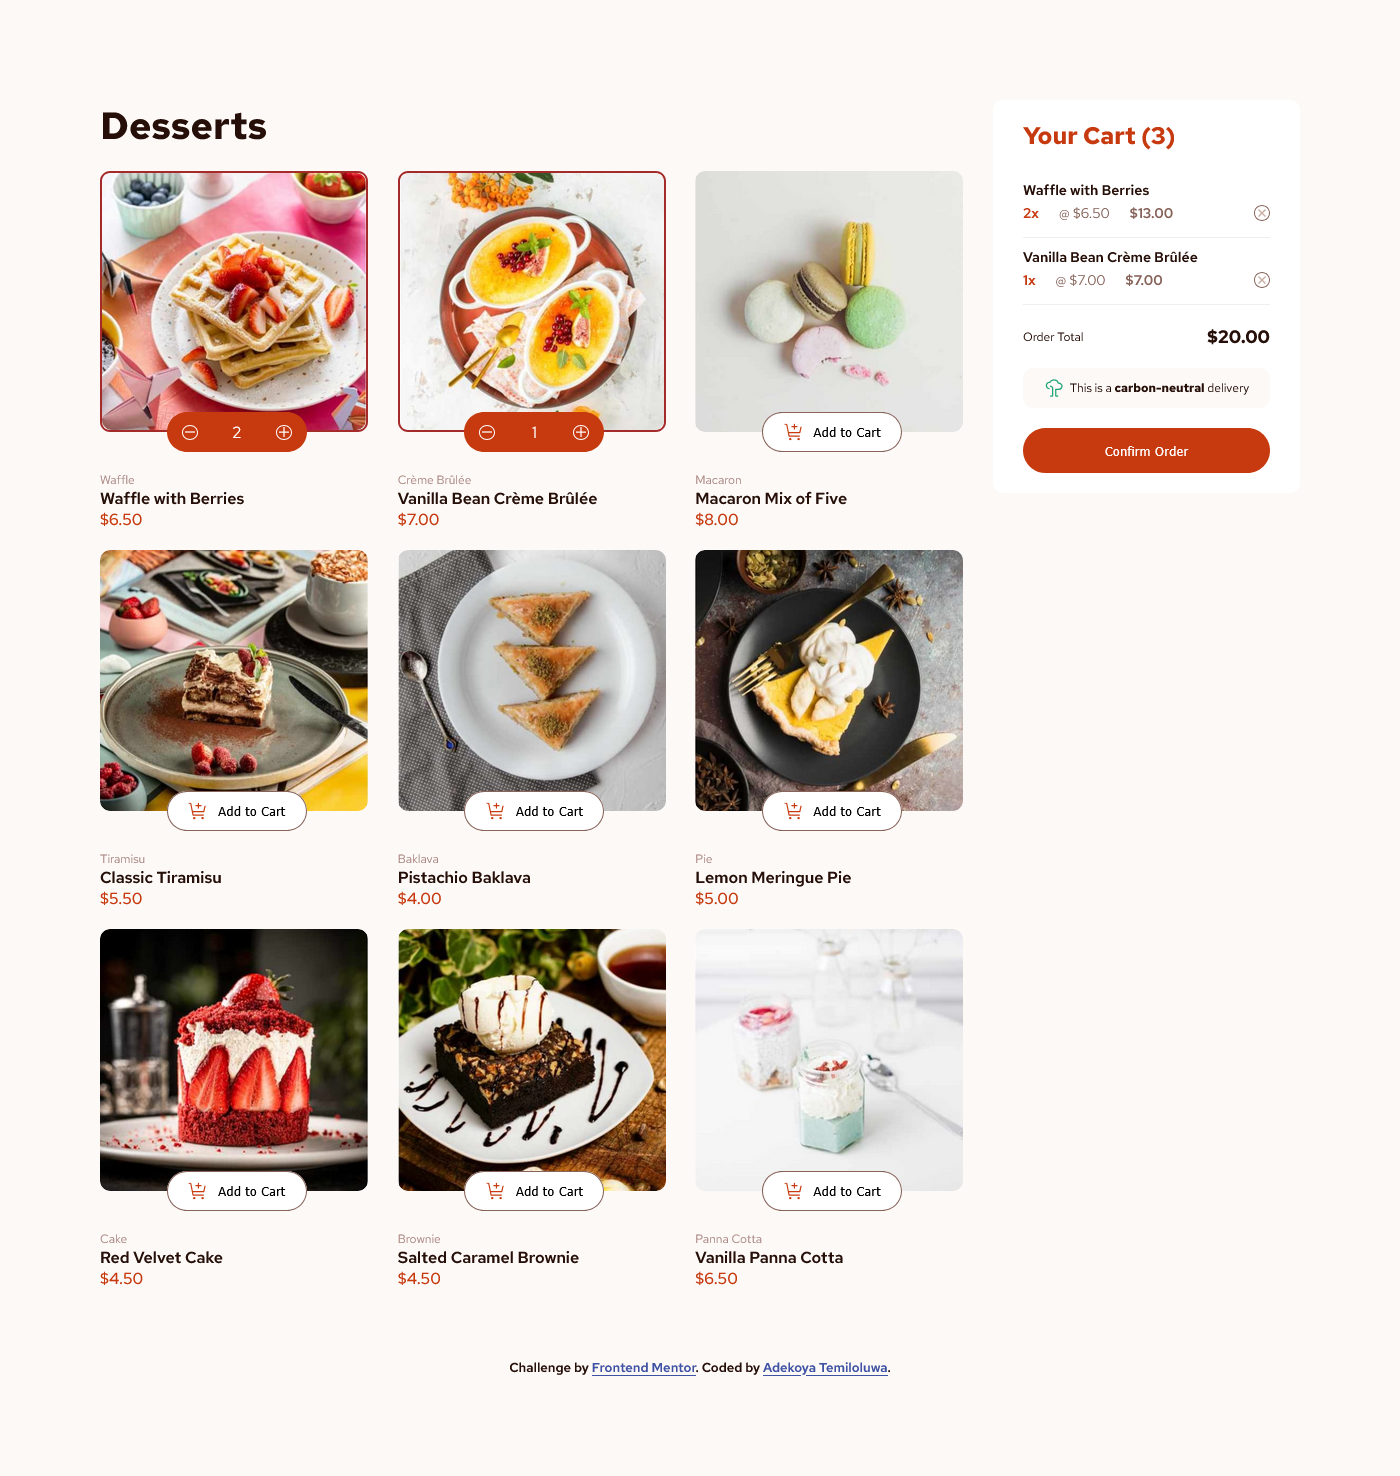 Desserts
2
1
Add to Cart
Waffle
Waffle with Berries
$6.50
Crème Brûlée
Vanilla Bean Crème Brûlée
$7.00
Macaron
Macaron Mix of Five
$8.00
Add to Cart
Add to Cart
Add to Cart
Tiramisu
Classic Tiramisu
$5.50
Baklava
Pistachio Baklava
$4.00
Pie
Lemon Meringue Pie
$5.00
Add to Cart
Add to Cart
Add to Cart
Cake
Red Velvet Cake
$4.50
Brownie
Salted Caramel Brownie
$4.50
Panna Cotta
Vanilla Panna Cotta
$6.50
Your Cart (3)
Waffle with Berries
2x @ $6.50 $13.00
Vanilla Bean Crème Brûlée
1x @ $7.00 $7.00
Order Total $20.00
This is a carbon-neutral delivery
Confirm Order
Challenge by Frontend Mentor. Coded by Adekoya Temiloluwa.